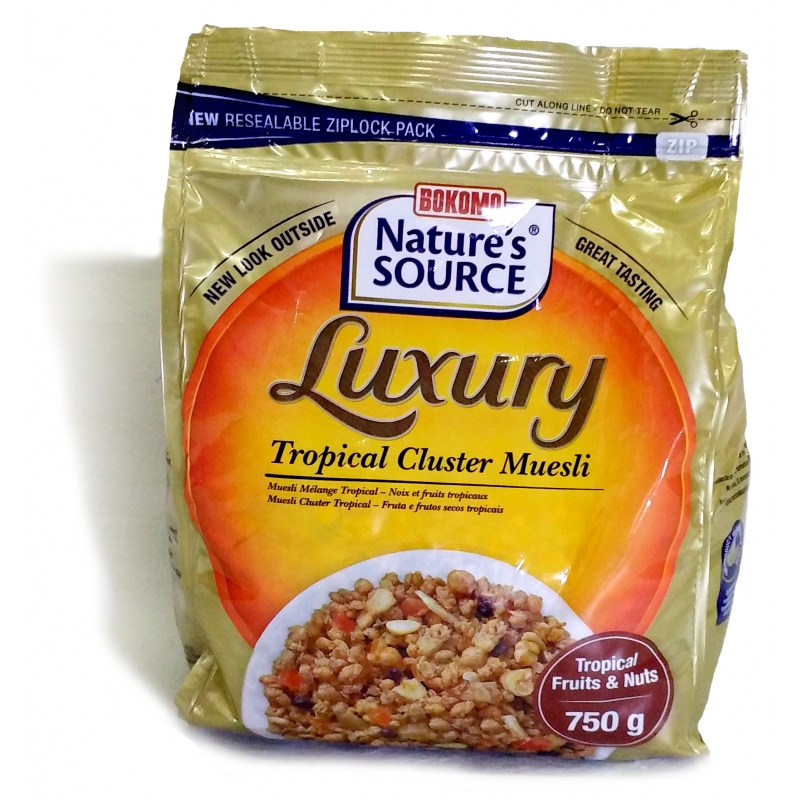 CUT ALONG LINE - DO NOT TEAR
NEW RESEALABLE ZIPLOCK PACK
ZIP
BOKOMO
Nature's®
SOURCE
NEW LOOK OUTSIDE
GREAT TASTING
Luxury
Tropical Cluster Muesli
Muesli Mélange Tropical – Noix et fruits tropicaux
Muesli Cluster Tropical – Fruta e frutos secos tropicais
Tropical
Fruits & Nuts
750 g